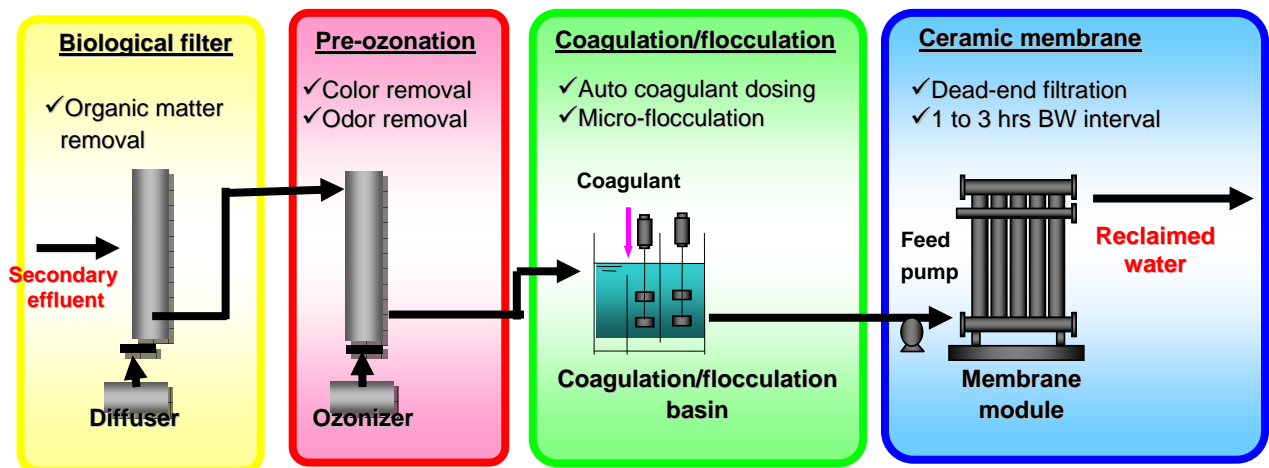 Biological filter
✓Organic matter
removal
Secondary
effluent
Diffuser
Pre-ozonation
✓Color removal
✓Odor removal
Ozonizer
Coagulation/flocculation
✓Auto coagulant dosing
✓Micro-flocculation
Coagulant
Coagulation/flocculation
basin
Ceramic membrane
✓Dead-end filtration
✓1 to 3 hrs BW interval
Feed
pump
Reclaimed
water
Membrane
module